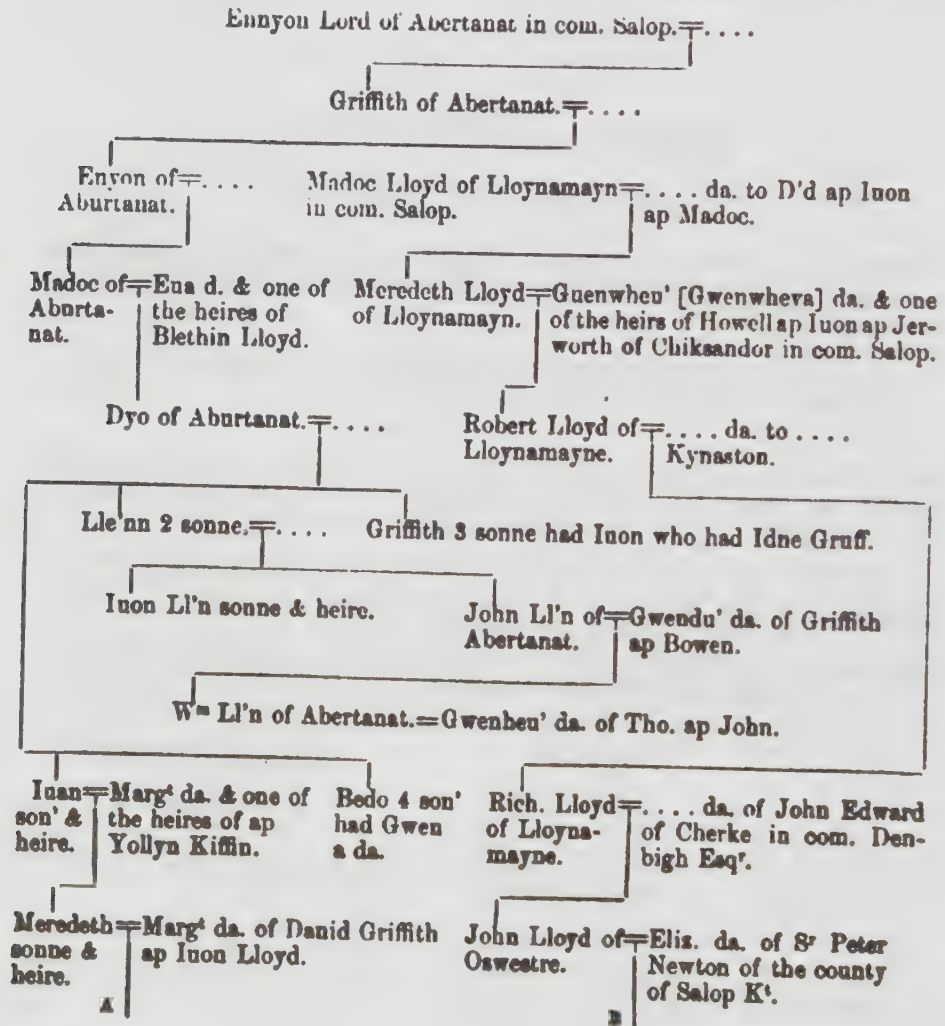 Ennyon Lord of Abertanat in com. Salop.=....
Griffith of Abertanat.=....
Enyon of=....
Aburtanat.
Madoc Lloyd of Lloynamayn=.... da. to D'd ap Iuon
in com. Salop. ap Madoc.
Madoc of=Eua d. & one of
Aburta- the heires of
nat. Blethin Lloyd.
Meredeth Lloyd=Guenwheu' [Gwenwheva] da. & one
of Lloynamayn. of the heirs of Howell ap Iuon ap Jer-
worth of Chiksandor in com. Salop.
Dyo of Aburtanat.=....
Robert Lloyd of=.... da. to ....
Lloynamayne. Kynaston.
Lle'nn 2 sonne.=.... Griffith 3 sonne had Iuon who had Idne Gruff.
Iuon Ll'n sonne & heire.
John Ll'n of=Gwendu' da. of Griffith
Abertanat. ap Bowen.
Wm Ll'n of Abertanat.=Gwenheu' da. of Tho. ap John.
Iuan=Margt da. & one of
son' & the heires of ap
heire. Yollyn Kiffin.
Bedo 4 son'
had Gwen
a da.
Rich. Lloyd=.... da. of John Edward
of Lloyna- of Cherke in com. Den-
mayne. bigh Esqr.
Meredeth=Margt da. of Dauid Griffith
sonne & ap Iuon Lloyd.
heire.
A
John Lloyd of=Eliz. da. of Sr Peter
Oswestre. Newton of the county
of Salop Kt.
B